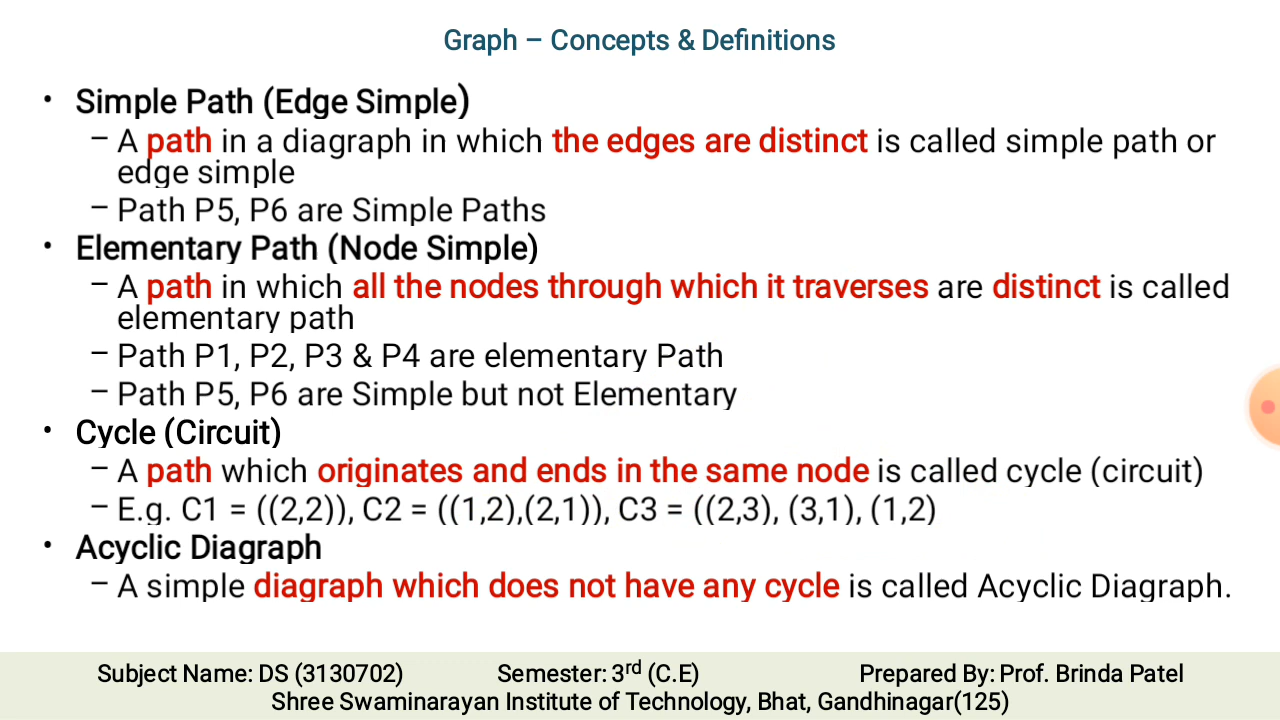 Graph – Concepts & Definitions
• Simple Path (Edge Simple)
– A path in a diagraph in which the edges are distinct is called simple path or
edge simple
– Path P5, P6 are Simple Paths
• Elementary Path (Node Simple)
– A path in which all the nodes through which it traverses are distinct is called
elementary path
– Path P1, P2, P3 & P4 are elementary Path
– Path P5, P6 are Simple but not Elementary
• Cycle (Circuit)
– A path which originates and ends in the same node is called cycle (circuit)
– E.g. C1 = ((2,2)), C2 = ((1,2),(2,1)), C3 = ((2,3), (3,1), (1,2)
• Acyclic Diagraph
– A simple diagraph which does not have any cycle is called Acyclic Diagraph.
Subject Name: DS (3130702) Semester: 3rd (C.E) Prepared By: Prof. Brinda Patel
Shree Swaminarayan Institute of Technology, Bhat, Gandhinagar(125)